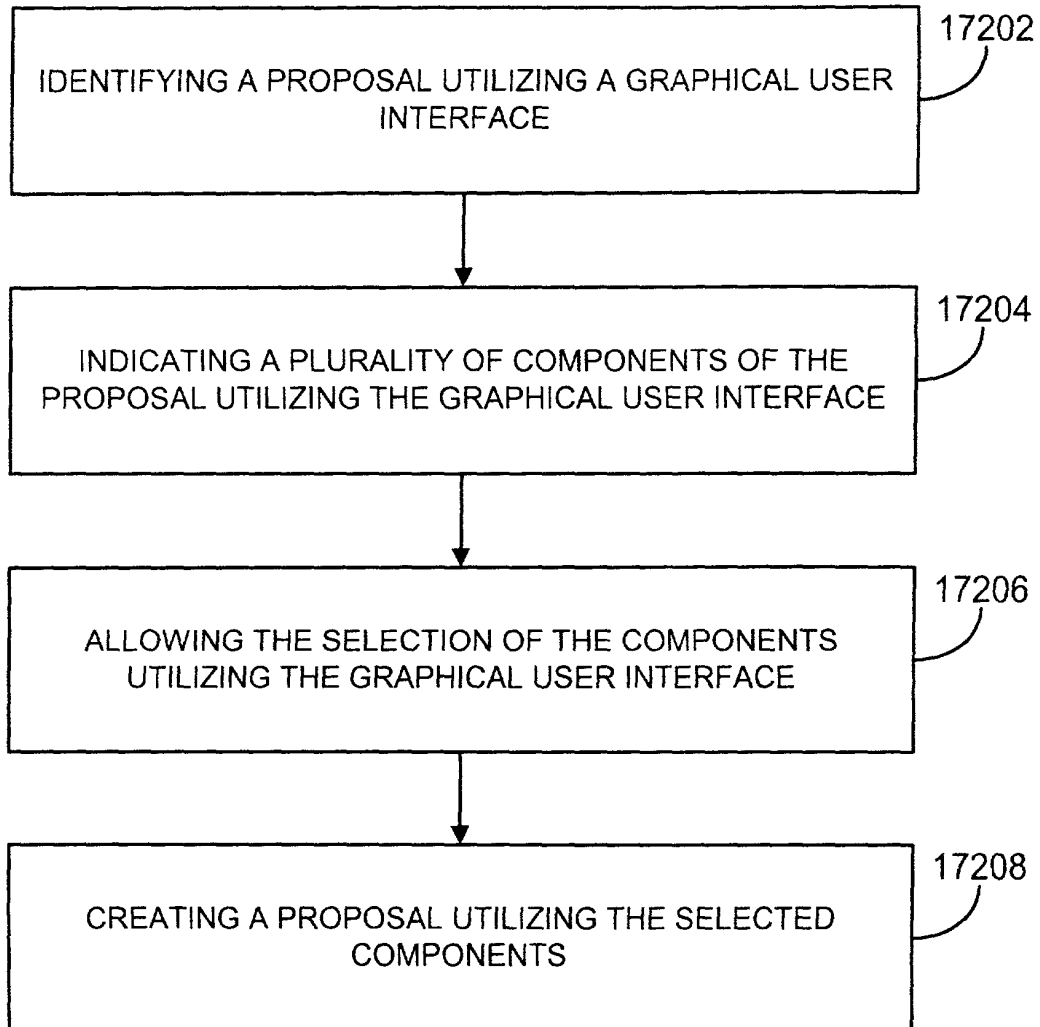 17202
IDENTIFYING A PROPOSAL UTILIZING A GRAPHICAL USER
INTERFACE
17204
INDICATING A PLURALITY OF COMPONENTS OF THE
PROPOSAL UTILIZING THE GRAPHICAL USER INTERFACE
17206
ALLOWING THE SELECTION OF THE COMPONENTS
UTILIZING THE GRAPHICAL USER INTERFACE
17208
CREATING A PROPOSAL UTILIZING THE SELECTED
COMPONENTS